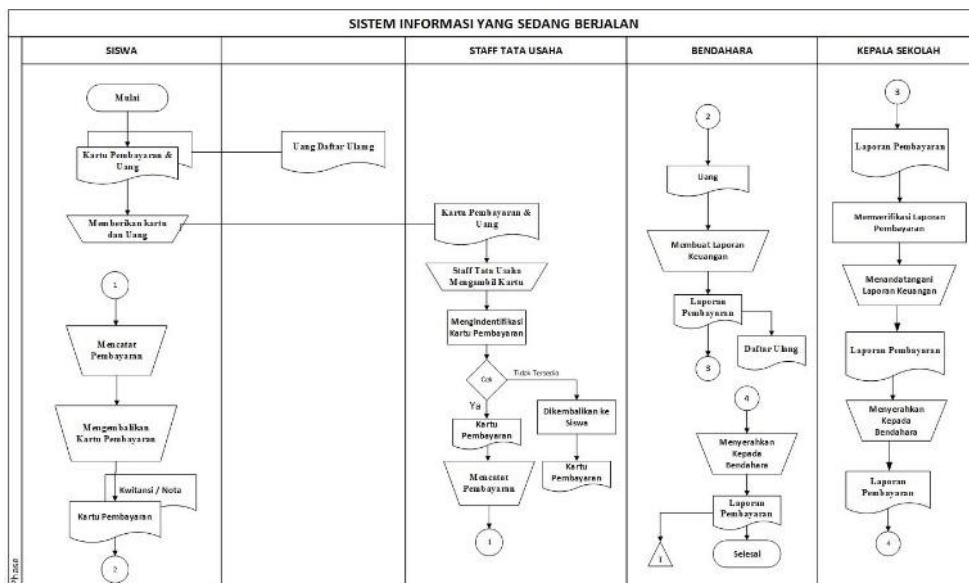 SISTEM INFORMASI YANG SEDANG BERJALAN
SISWA
STAFF TATA USAHA
BENDAHARA
KEPALA SEKOLAH
Phase
Mulai
Kartu Pembayaran &
Uang
Uang Daftar Ulamg
Memberikan kartu
dan Uang
1
Mencatat
Pembayaran
Mengembalikan
Kartu Pembayaran
Kwitansi / Nota
Kartu Pembayaran
2
Kartu Pembayaran &
Uang
Staff Tata Usaha
Mengambil Kartu
Mengindentifikasi
Kartu Pembayaran
Cek
Tidak Tersedia
Ya
Kartu
Pembayaran
Dikembalikan ke
Siswa
Mencatat
Pembayaran
Kartu
Pembayaran
1
2
Uang
Membuat Laporan
Keuangan
Laporan
Pembayaran
Daftar Ulang
3
4
Menyerahkan
Kepada
Bendahara
Laporan
Pembayaran
Selesai
3
Laporan Pembayaran
Memverifikasi Laporan
Pembayaran
Menandatangani
Laporan Keuangan
Laporan Pembayaran
Menyerahkan
Kepada
Bendahara
Laporan
Pembayaran
4